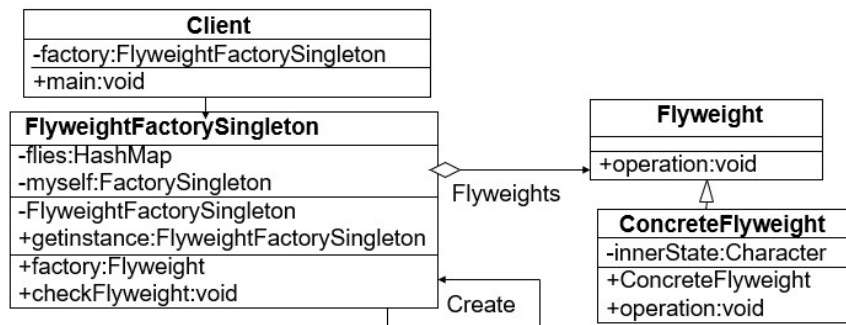 Client
-factory:FlyweightFactorySingleton
+main:void
FlyweightFactorySingleton
-flies:HashMap
-myself:FactorySingleton
-FlyweightFactorySingleton
+getinstance:FlyweightFactorySingleton
+factory:Flyweight
+checkFlyweight:void
Flyweights
Create
Flyweight
+operation:void
ConcreteFlyweight
-innerState:Character
+ConcreteFlyweight
+operation:void